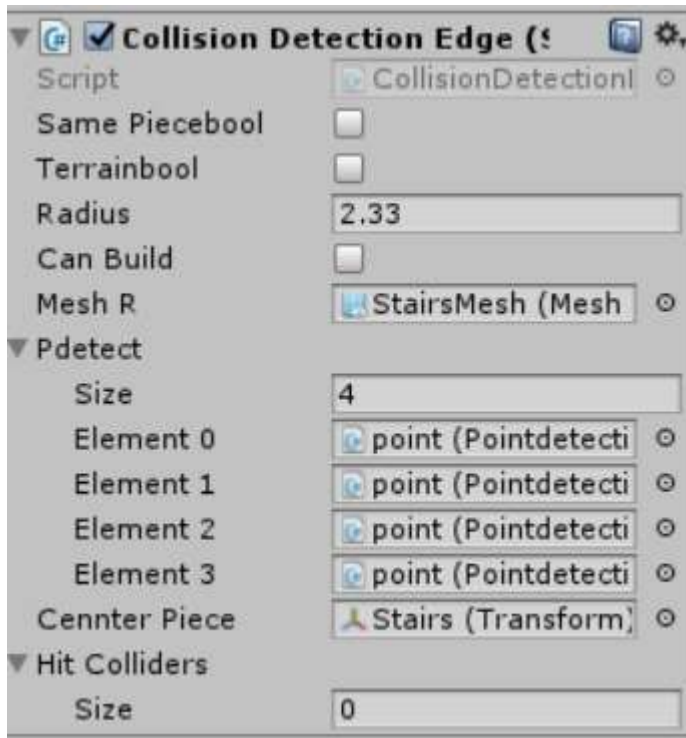 Collision Detection Edge (S
Script CollisionDetectionE
Same Piecebool
Terrainbool
Radius 2.33
Can Build
Mesh R StairsMesh (Mesh
Pdetect
Size 4
Element 0 point (Pointdetecti
Element 1 point (Pointdetecti
Element 2 point (Pointdetecti
Element 3 point (Pointdetecti
Cennter Piece Stairs (Transform)
Hit Colliders
Size 0